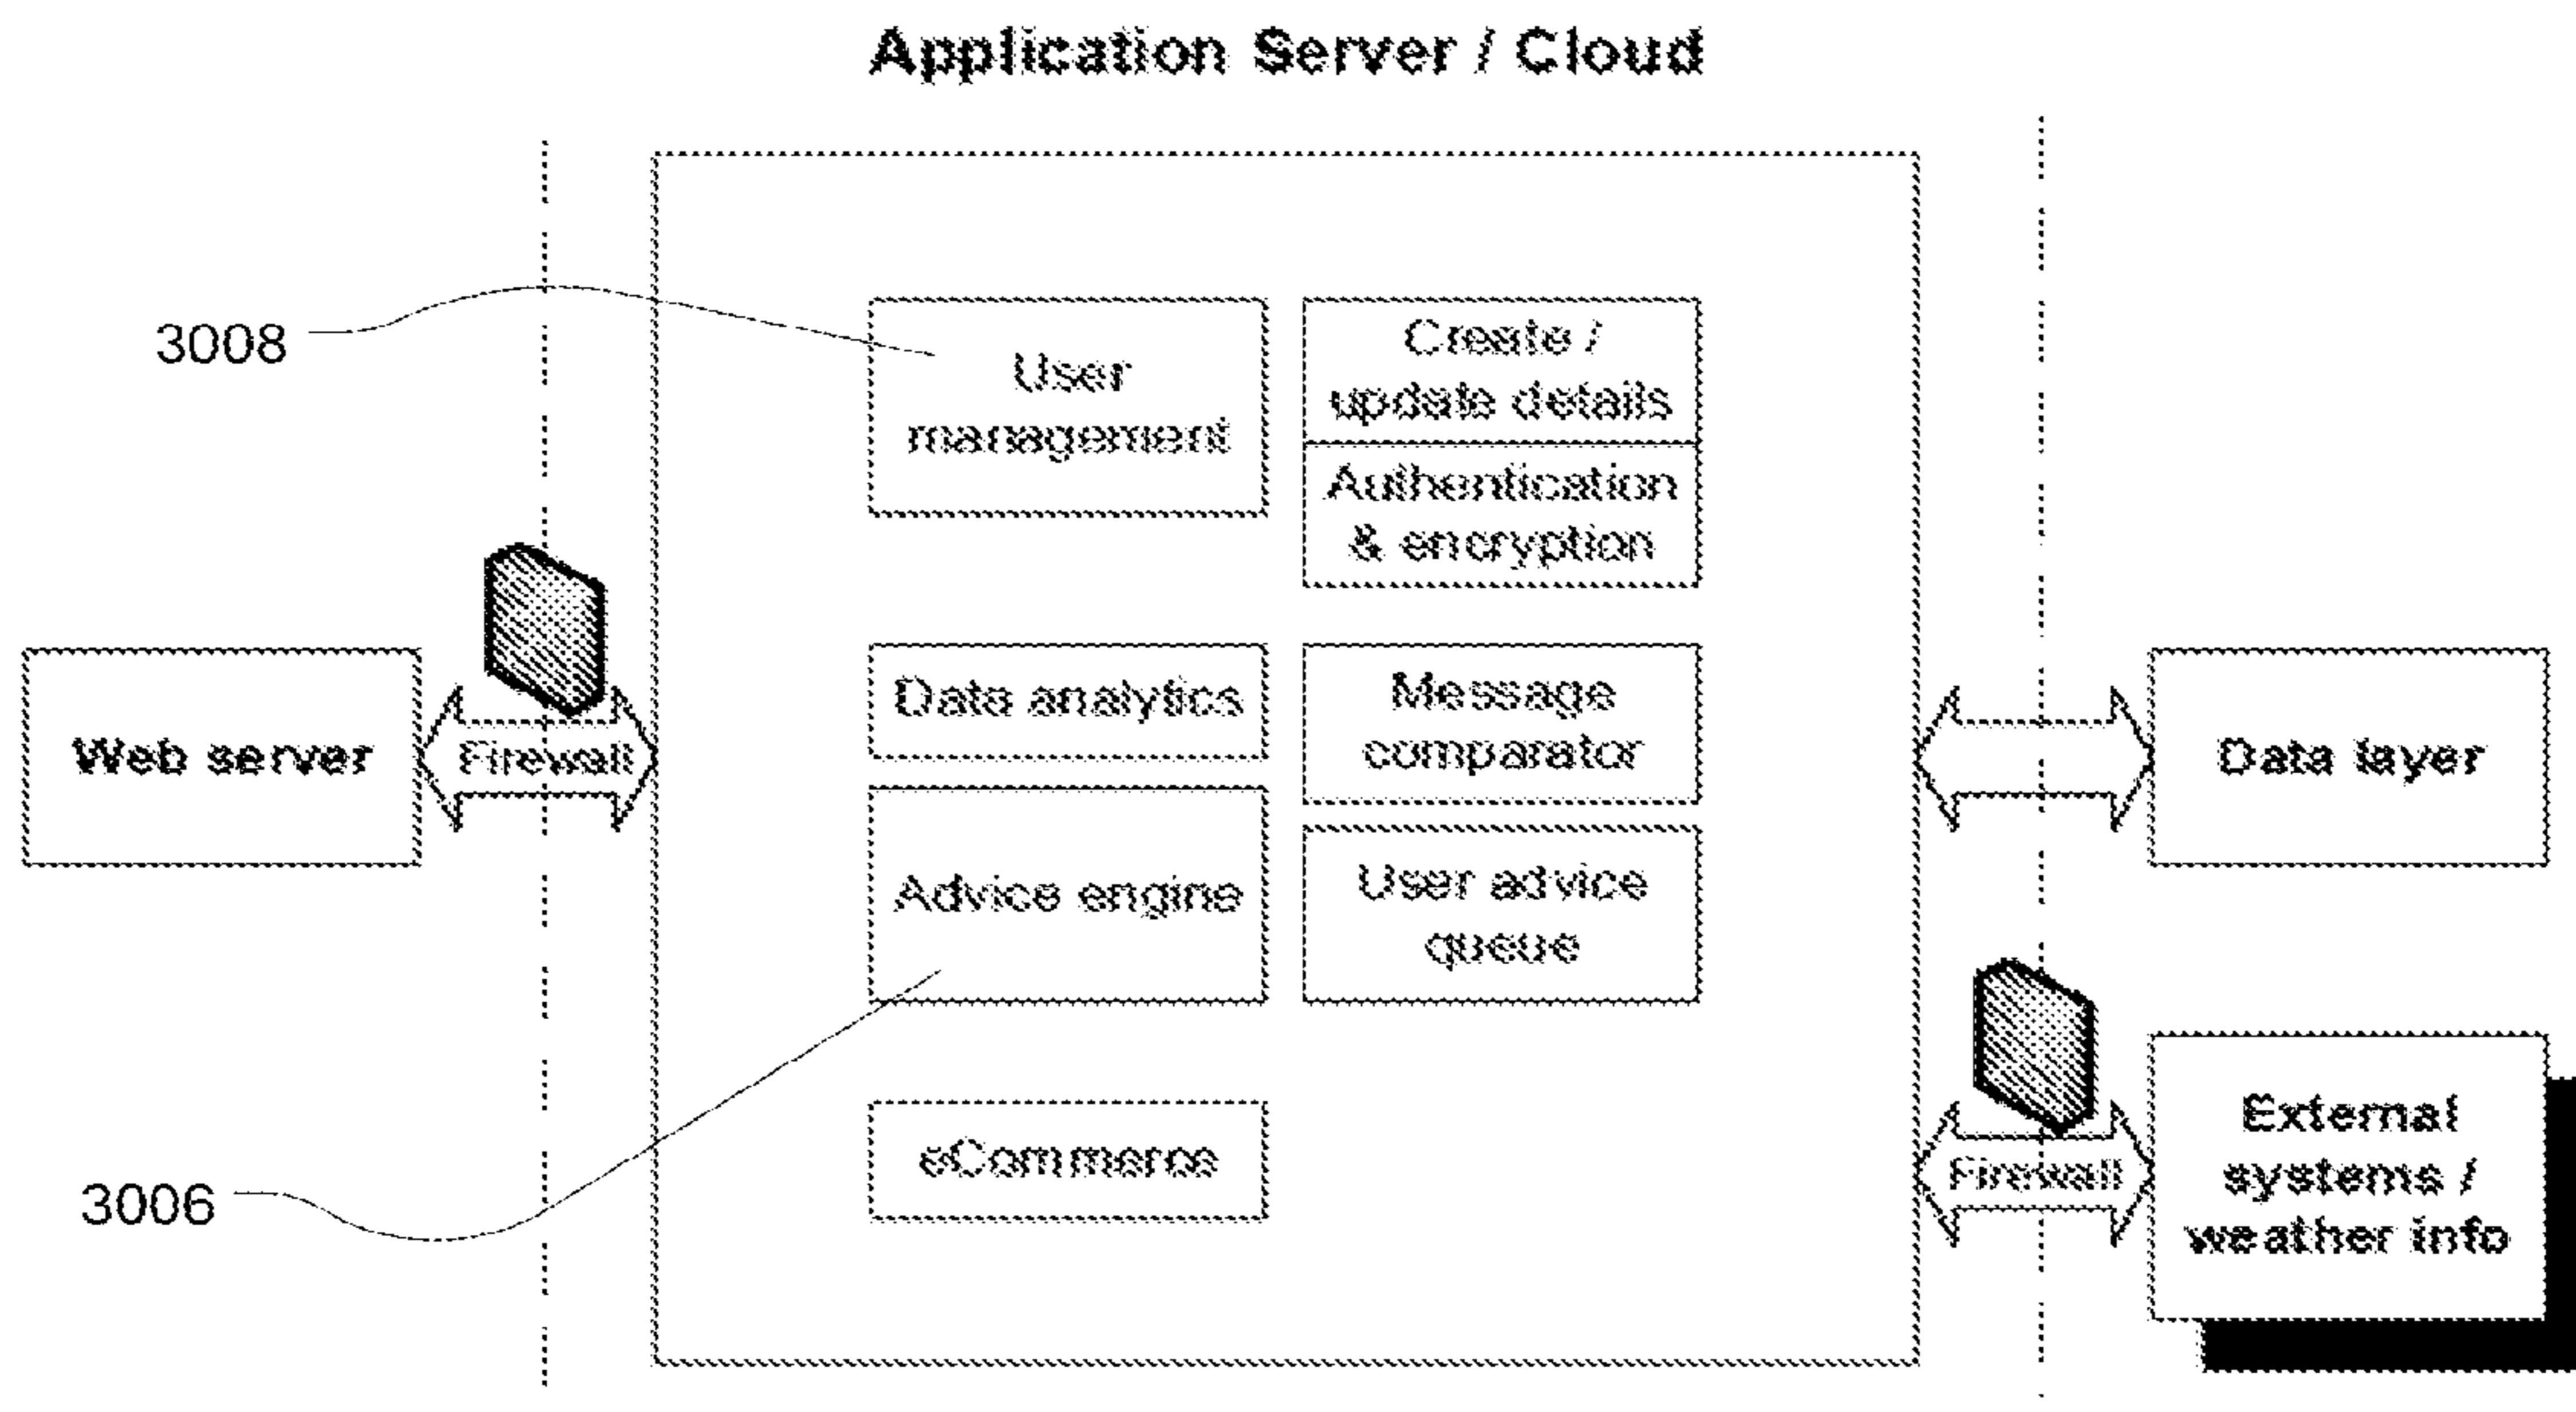 Application Server / Cloud
3008
User
management
Create /
update details
Authentication
& encryption
Web server
Firewall
Data analytics
Message
comparator
Data layer
Advice engine
User advice
queue
3006
eCommerce
Firewall
External
systems /
weather info